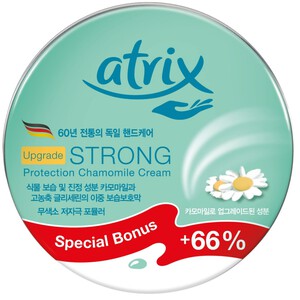 atrix
60년 전통의 독일 핸드케어
Upgrade STRONG
Protection Chamomile Cream
식물 보습 및 진정 성분 카모마일과
고농축 글리세린의 이중 보습보호막
무색소 저자극 포뮬러
카모마일로 업그레이드된 성분
Special Bonus +66%